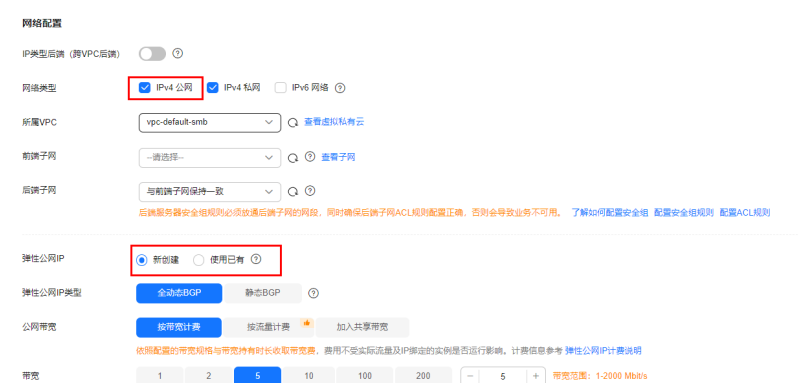 网络配置
IP类型后端（跨VPC后端）
网络类型 IPv4 公网 IPv4 私网 IPv6 网络
所属VPC vpc-default-smb 查看虚拟私有云
前端子网 --请选择-- 查看子网
后端子网 与前端子网保持一致
后端服务器安全组规则必须放通后端子网的网段，同时确保后端子网ACL规则配置正确，否则会导致业务不可用。 了解如何配置安全组 配置安全组规则 配置ACL规则
弹性公网IP 新创建 使用已有
弹性公网IP类型 全动态BGP 静态BGP
公网带宽 按带宽计费 按流量计费 加入共享带宽
依照配置的带宽规格与带宽持有时长收取带宽费，费用不受实际流量及IP绑定的实例是否运行影响。计费信息参考 弹性公网IP计费说明
带宽 1 2 5 10 100 200 － 5 + 带宽范围：1-2000 Mbit/s